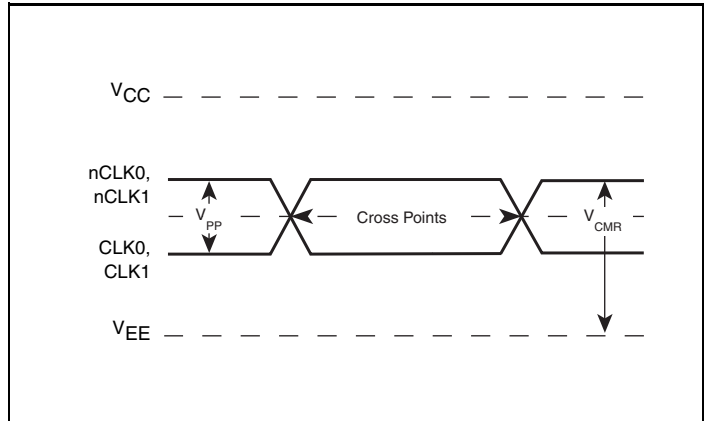 VCC
nCLK0,
nCLK1
VPP
Cross Points
VCMR
CLK0,
CLK1
VEE